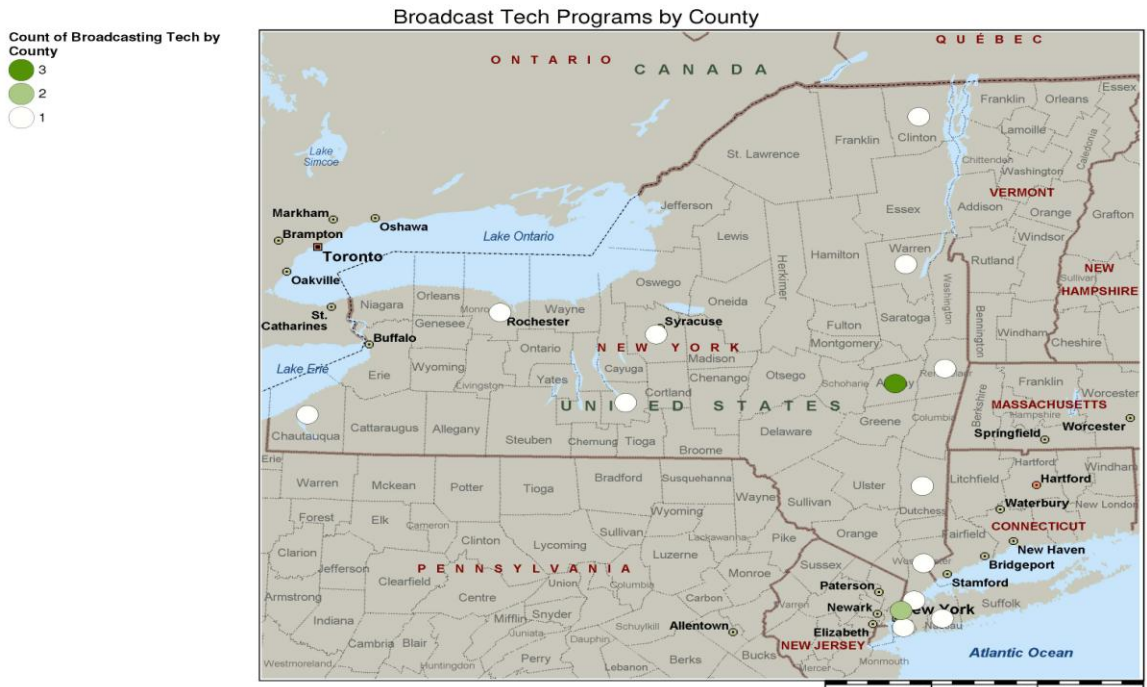 Broadcast Tech Programs by County
Count of Broadcasting Tech by
County
3
2
1
QUÉBEC
ONTARIO
CANADA
Lake
Simcoe
Franklin
Orleans
Essex
Franklin
Clinton
Lamoille
Caledonia
St. Lawrence
Chittenden
Washington
VERMONT
Jefferson
Essex
Addison
Orange
Grafton
Markham
Oshawa
Brampton
Lake Ontario
Toronto
Lewis
Hamilton
Warren
Windsor
Rutland
Oakville
Herkimer
Washington
Sullivan
NEW
HAMPSHIRE
Oswego
Oneida
Niagara
Orleans
Wayne
St.
Catharines
Genesee
Rochester
Syracuse
Fulton
Saratoga
Bennington
Windham
Cheshire
Buffalo
Ontario
NEW YORK
Montgomery
Lake Erie
Erie
Wyoming
Livingston
Yates
Cayuga
Madison
Cortland
Chenango
Otsego
Schoharie
Berkshire
Franklin
Worcester
UNITED STATES
Greene
Columbia
MASSACHUSETTS
Hampshire
Worcester
Springfield
Chautauqua
Cattaraugus
Allegany
Steuben
Chemung
Tioga
Broome
Delaware
Erie
Warren
Mckean
Potter
Tioga
Bradford
Susquehanna
Wayne
Sullivan
Ulster
Dutchess
Litchfield
Hartford
Windham
Hartford
Waterbury
New London
Forest
Elk
Cameron
Wyoming
Sullivan
Lackawanna
Pike
Orange
Fairfield
CONNECTICUT
New Haven
Bridgeport
Stamford
Clarion
Jefferson
Clinton
Lycoming
Luzerne
PENNSYLVANIA
Clearfield
Centre
Union
Columbia
Monroe
Sussex
Paterson
Armstrong
Indiana
Mifflin
Snyder
Carbon
Warren
Newark
New York
Suffolk
Nassau
Cambria
Blair
Juniata
Dauphin
Schuylkill
Allentown
Elizabeth
NEW JERSEY
Westmoreland
Huntingdon
Perry
Lebanon
Berks
Bucks
Mercer
Monmouth
Atlantic Ocean